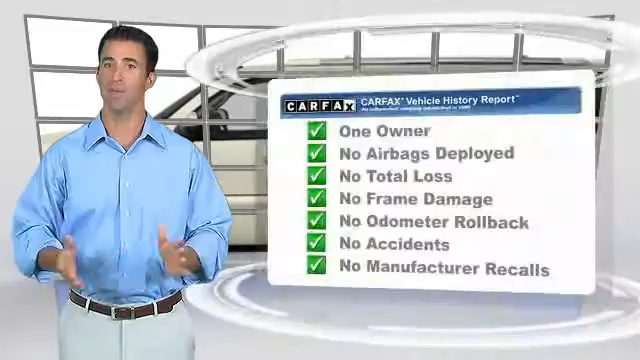 CARFAX CARFAX Vehicle History Report™
One Owner
No Airbags Deployed
No Total Loss
No Frame Damage
No Odometer Rollback
No Accidents
No Manufacturer Recalls